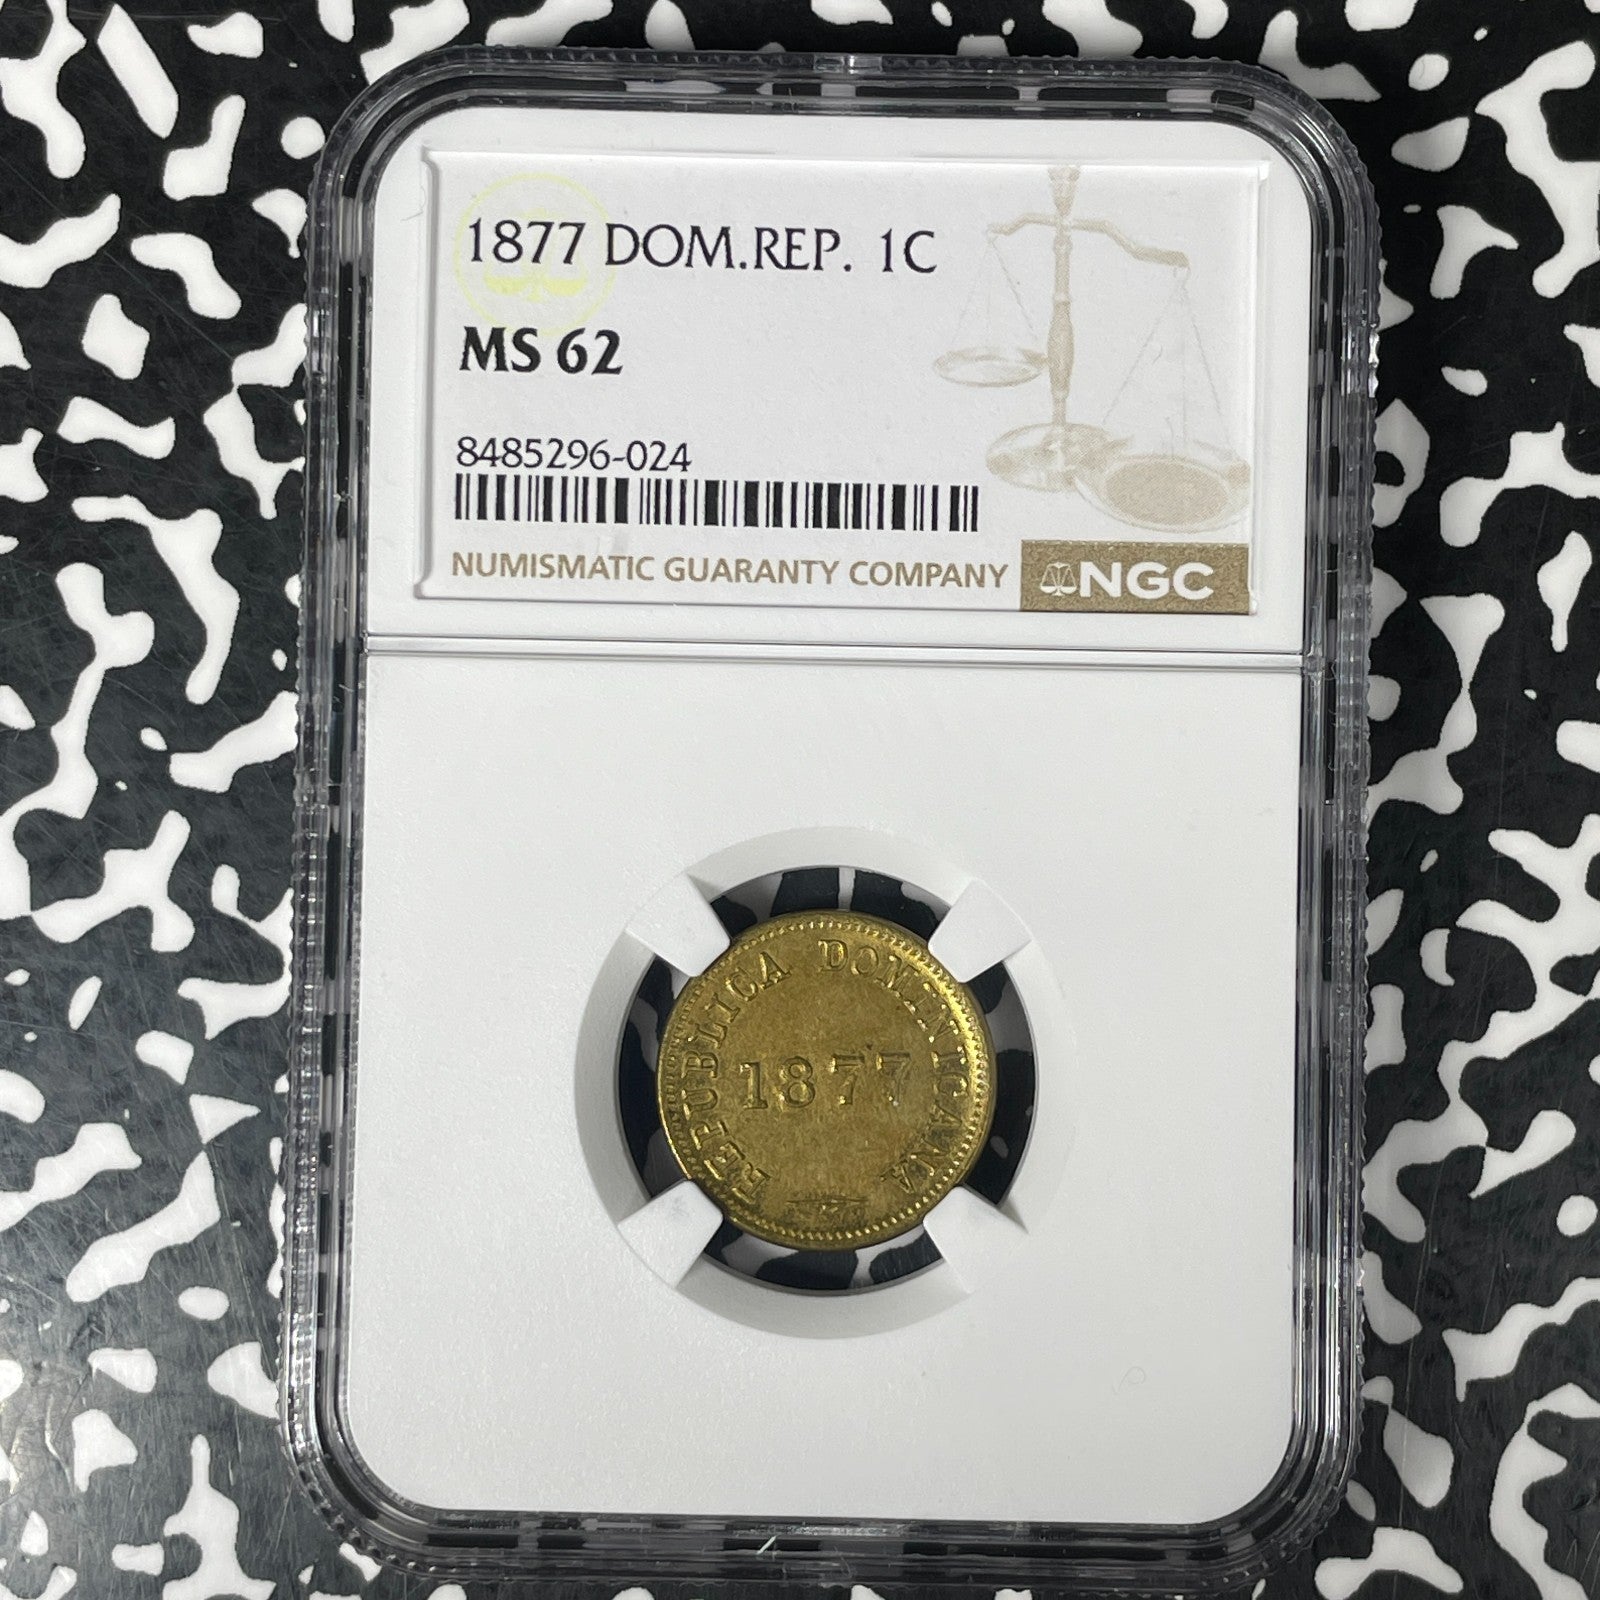 1877 DOM.REP. 1C
MS 62
8485296-024
NUMISMATIC GUARANTY COMPANY
NGC
REPUBLICA DOMINICANA
1877